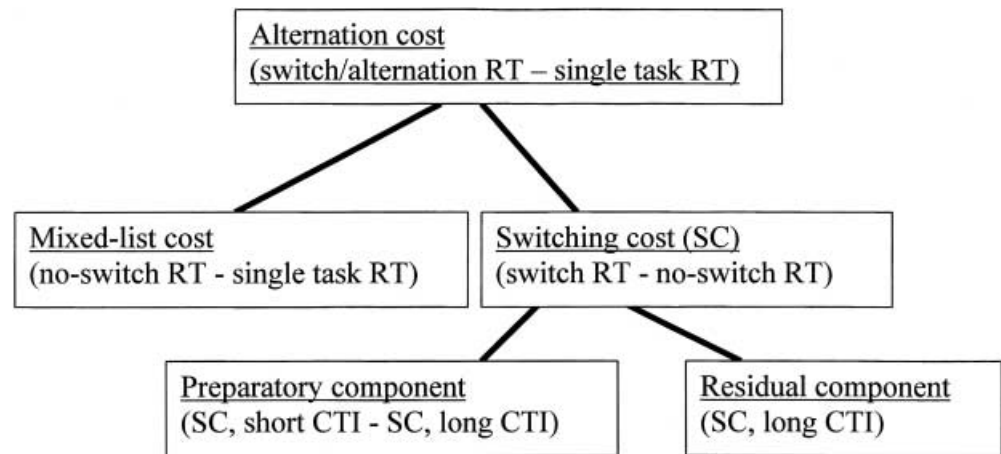 Alternation cost
(switch/alternation RT – single task RT)
Mixed-list cost
(no-switch RT - single task RT)
Switching cost (SC)
(switch RT - no-switch RT)
Preparatory component
(SC, short CTI - SC, long CTI)
Residual component
(SC, long CTI)